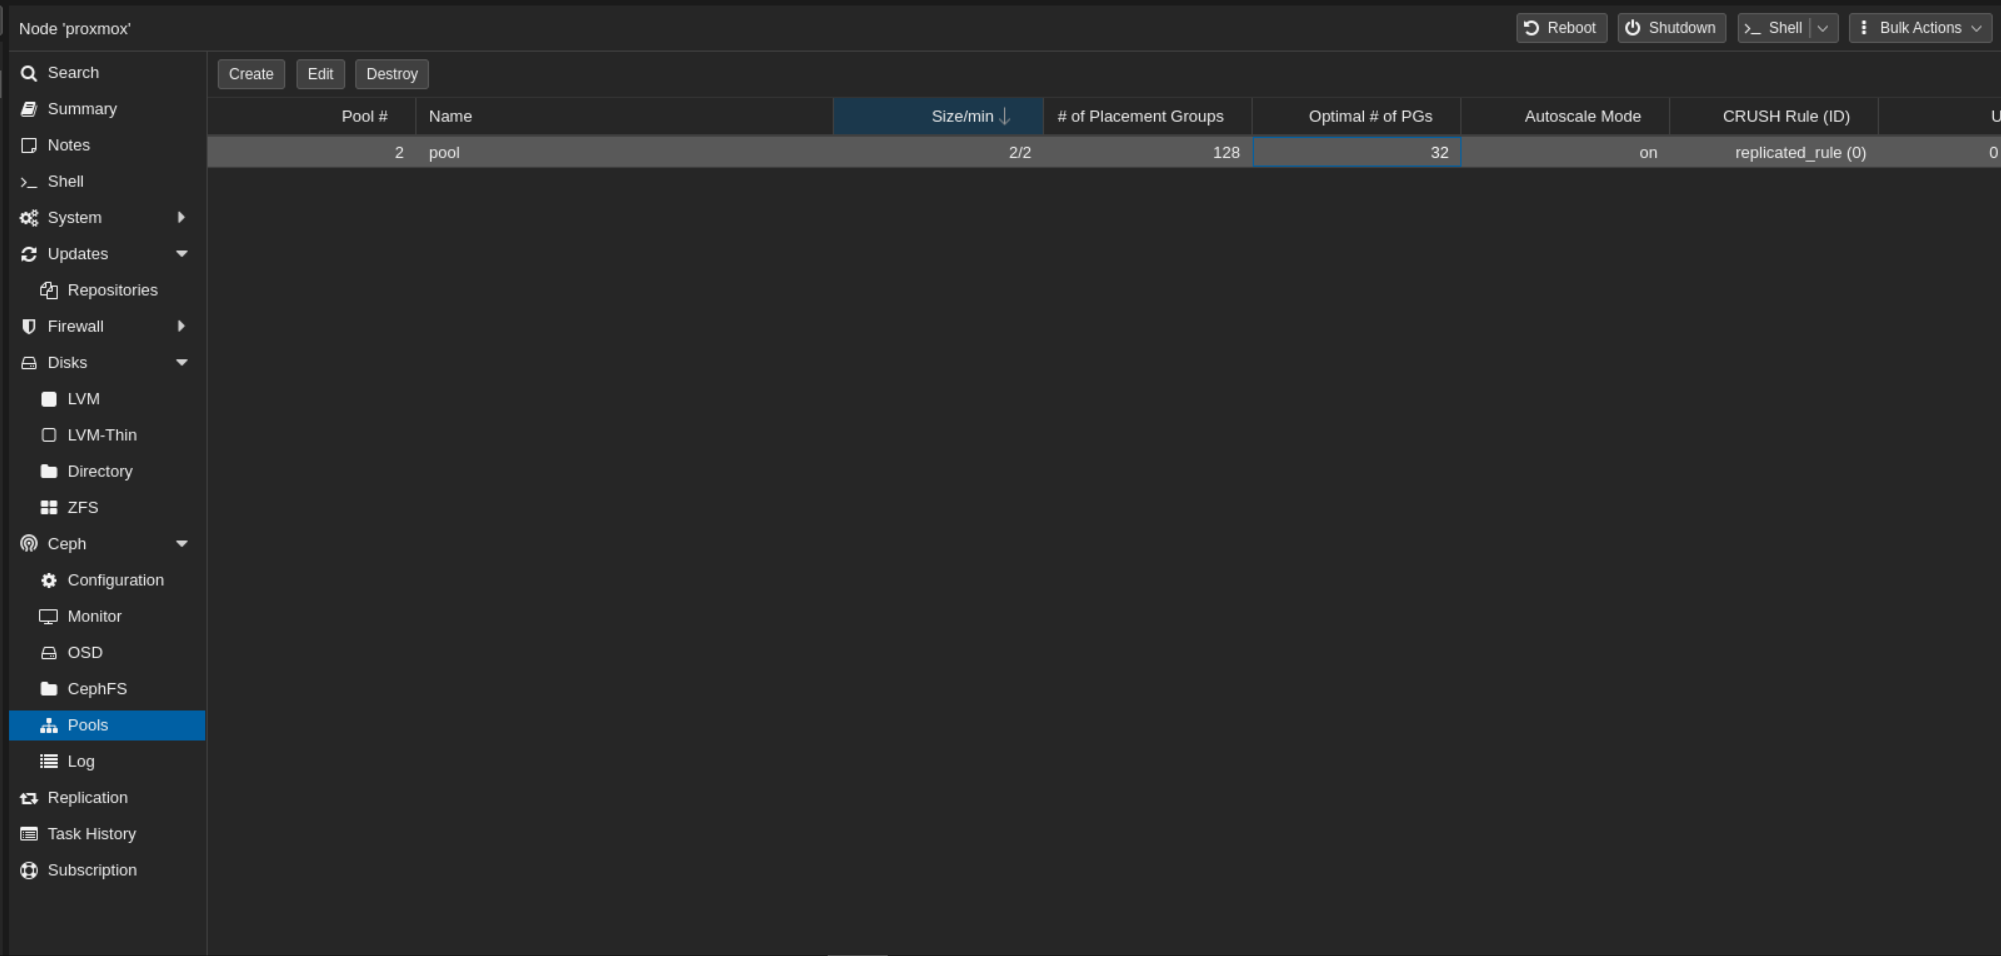 Node 'proxmox'
Reboot
Shutdown
Shell
Bulk Actions
Search
Summary
Notes
Shell
System
Updates
Repositories
Firewall
Disks
LVM
LVM-Thin
Directory
ZFS
Ceph
Configuration
Monitor
OSD
CephFS
Pools
Log
Replication
Task History
Subscription
Create Edit Destroy
Pool # Name Size/min # of Placement Groups Optimal # of PGs Autoscale Mode CRUSH Rule (ID) U
2 pool 2/2 128 32 on replicated_rule (0) 0